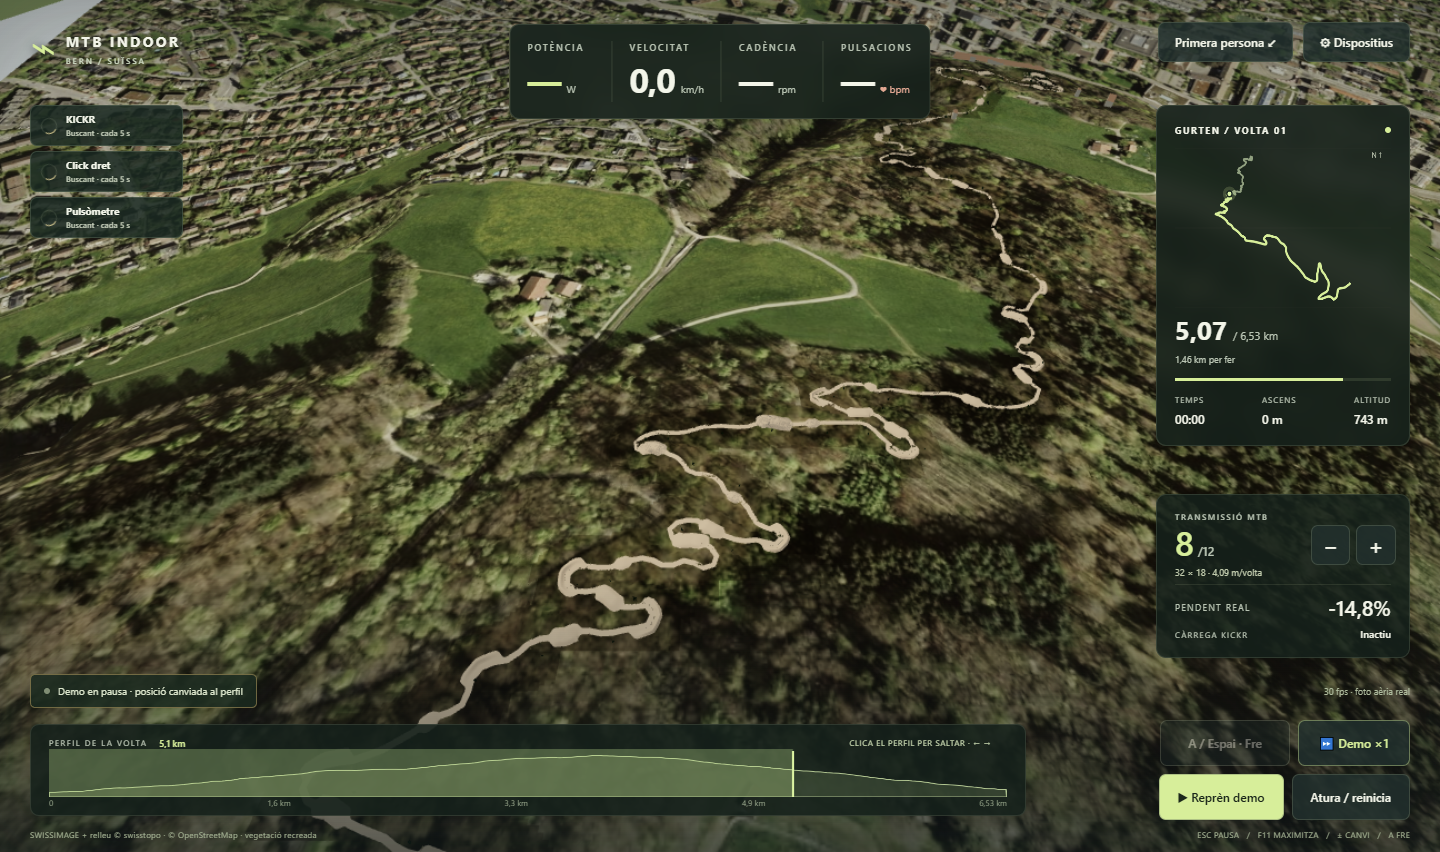 MTB INDOOR
BERN / SUÏSSA
POTÈNCIA
VELOCITAT
CADÈNCIA
PULSACIONS
W
0,0 km/h
rpm
♥ bpm
Primera persona ⤢
⚙ Dispositius
KICKR
Buscant · cada 5 s
Click dret
Buscant · cada 5 s
Pulsòmetre
Buscant · cada 5 s
GURTEN / VOLTA 01
N ↑
5,07 / 6,53 km
1,46 km per fer
TEMPS
ASCENS
ALTITUD
00:00
0 m
743 m
TRANSMISSIÓ MTB
8 /12
− +
32 × 18 · 4,09 m/volta
PENDENT REAL
-14,8%
CÀRREGA KICKR
Inactiu
Demo en pausa · posició canviada al perfil
30 fps · foto aèria real
PERFIL DE LA VOLTA 5,1 km
CLICA EL PERFIL PER SALTAR · ← →
0
1,6 km
3,3 km
4,9 km
6,53 km
A / Espai · Fre
⏩ Demo ×1
▶ Reprèn demo
Atura / reinicia
SWISSIMAGE + relleu © swisstopo · © OpenStreetMap · vegetació recreada
ESC PAUSA / F11 MAXIMITZA / ± CANVI / A FRE